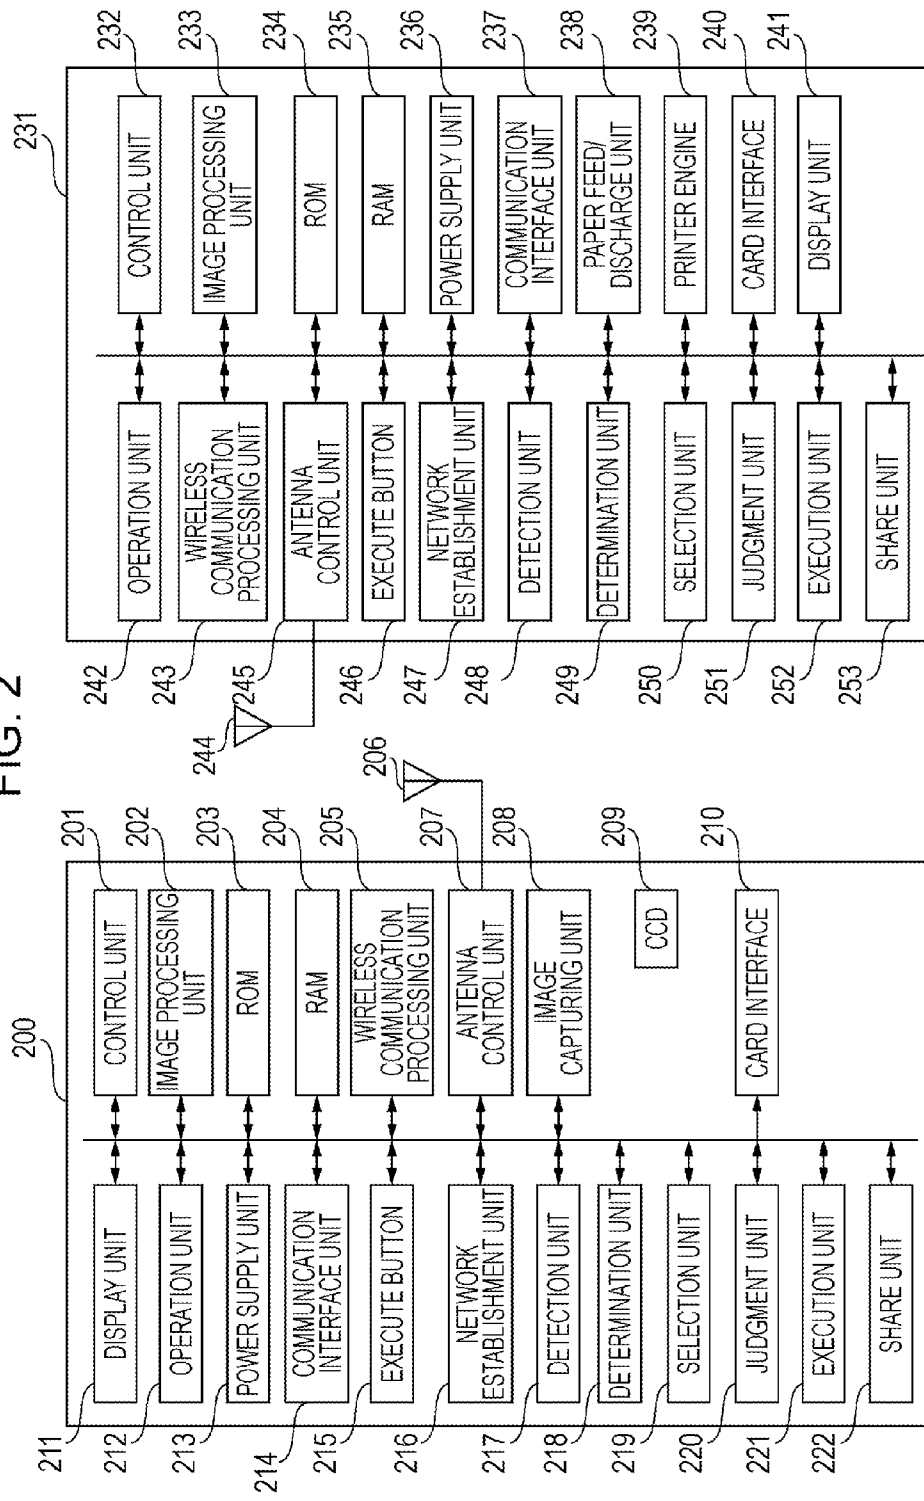 FIG. 2
200
DISPLAY UNIT
211
OPERATION UNIT
212
POWER SUPPLY UNIT
213
COMMUNICATION
INTERFACE UNIT
214
EXECUTE BUTTON
215
NETWORK
ESTABLISHMENT UNIT
216
DETECTION UNIT
217
DETERMINATION UNIT
218
SELECTION UNIT
219
JUDGMENT UNIT
220
EXECUTION UNIT
221
SHARE UNIT
222
CONTROL UNIT
201
IMAGE PROCESSING
UNIT
202
ROM
203
RAM
204
WIRELESS
COMMUNICATION
PROCESSING UNIT
205
206
ANTENNA
CONTROL UNIT
207
IMAGE
CAPTURING UNIT
208
CCD
209
CARD INTERFACE
210
231
OPERATION UNIT
242
WIRELESS
COMMUNICATION
PROCESSING UNIT
243
244
ANTENNA
CONTROL UNIT
245
EXECUTE BUTTON
246
NETWORK
ESTABLISHMENT UNIT
247
DETECTION UNIT
248
DETERMINATION UNIT
249
SELECTION UNIT
250
JUDGMENT UNIT
251
EXECUTION UNIT
252
SHARE UNIT
253
CONTROL UNIT
232
IMAGE PROCESSING
UNIT
233
ROM
234
RAM
235
POWER SUPPLY UNIT
236
COMMUNICATION
INTERFACE UNIT
237
PAPER FEED/
DISCHARGE UNIT
238
PRINTER ENGINE
239
CARD INTERFACE
240
DISPLAY UNIT
241